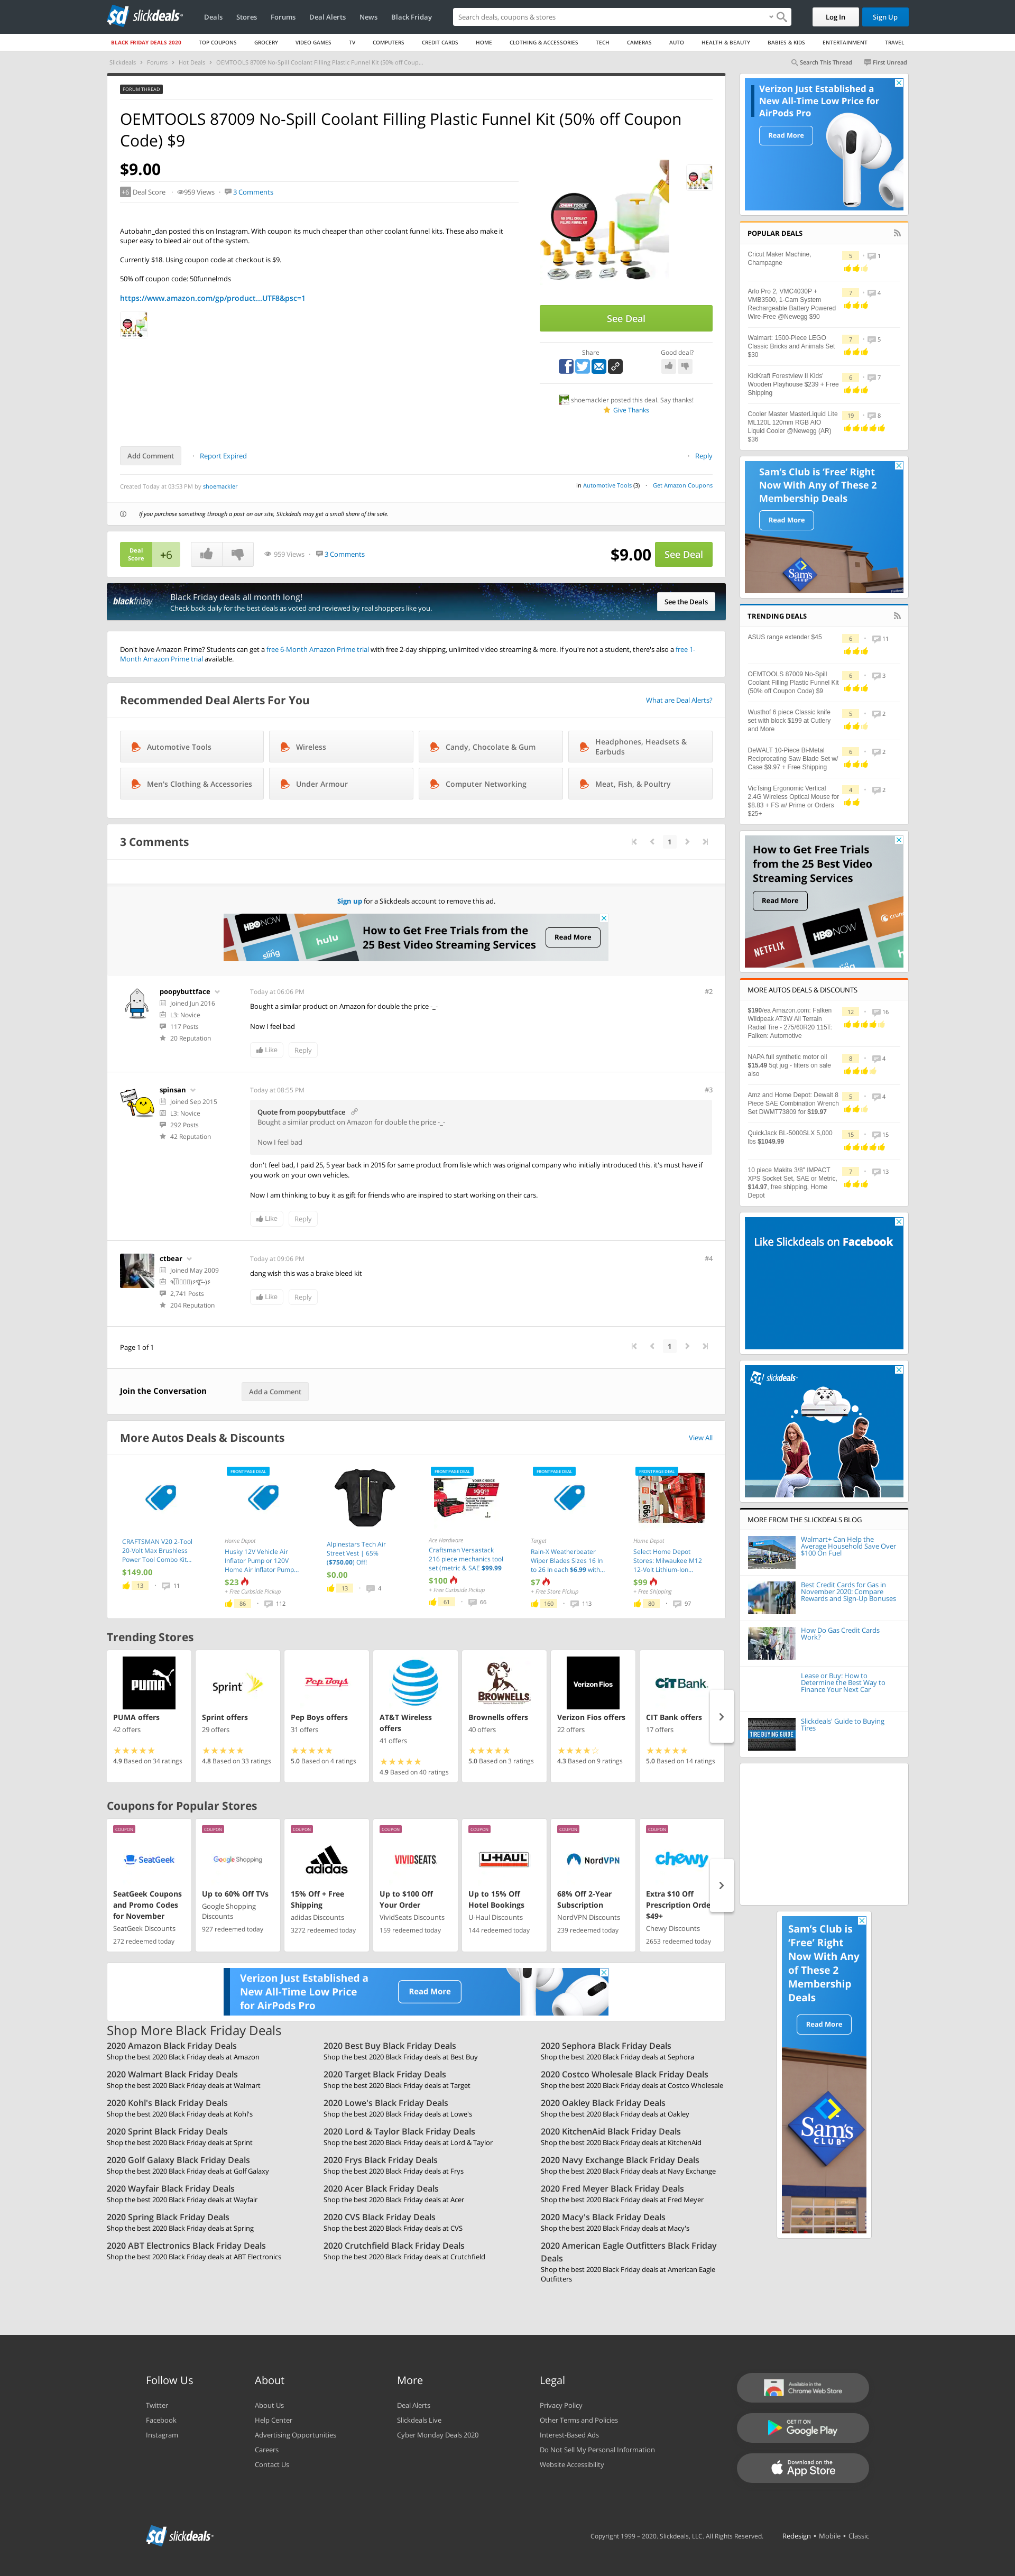 slickdeals
Deals
Stores
Forums
Deal Alerts
News
Black Friday
Search deals, coupons & stores
Log In
Sign Up
BLACK FRIDAY DEALS 2020
TOP COUPONS
GROCERY
VIDEO GAMES
TV
COMPUTERS
CREDIT CARDS
HOME
CLOTHING & ACCESSORIES
TECH
CAMERAS
AUTO
HEALTH & BEAUTY
BABIES & KIDS
ENTERTAINMENT
TRAVEL
Slickdeals
Forums
Hot Deals
OEMTOOLS 87009 No-Spill Coolant Filling Plastic Funnel Kit (50% off Coup...
Search This Thread
First Unread
FORUM THREAD
OEMTOOLS 87009 No-Spill Coolant Filling Plastic Funnel Kit (50% off Coupon
Code) $9
$9.00
+6 Deal Score
959 Views
3 Comments
Autobahn_dan posted this on Instagram. With coupon its much cheaper than other coolant funnel kits. These also make it
super easy to bleed air out of the system.
Currently $18. Using coupon code at checkout is $9.
50% off coupon code: 50funnelmds
https://www.amazon.com/gp/product...UTF8&psc=1
See Deal
Share
Good deal?
shoemackler posted this deal. Say thanks!
Give Thanks
Add Comment
Report Expired
Reply
Created Today at 03:53 PM by shoemackler
in Automotive Tools (3)
Get Amazon Coupons
If you purchase something through a post on our site, Slickdeals may get a small share of the sale.
Deal
Score
+6
959 Views
3 Comments
$9.00
See Deal
blackfriday
Black Friday deals all month long!
Check back daily for the best deals as voted and reviewed by real shoppers like you.
See the Deals
Don't have Amazon Prime? Students can get a free 6-Month Amazon Prime trial with free 2-day shipping, unlimited video streaming & more. If you're not a student, there's also a free 1-
Month Amazon Prime trial available.
Recommended Deal Alerts For You
What are Deal Alerts?
Automotive Tools
Wireless
Candy, Chocolate & Gum
Headphones, Headsets &
Earbuds
Men's Clothing & Accessories
Under Armour
Computer Networking
Meat, Fish, & Poultry
3 Comments
1
Sign up for a Slickdeals account to remove this ad.
HBO NOW
sling
hulu
How to Get Free Trials from the
25 Best Video Streaming Services
Read More
poopybuttface
Joined Jun 2016
L3: Novice
117 Posts
20 Reputation
Today at 06:06 PM
#2
Bought a similar product on Amazon for double the price -_-
Now I feel bad
Like
Reply
spinsan
Joined Sep 2015
L3: Novice
292 Posts
42 Reputation
Today at 08:55 PM
#3
Quote from poopybuttface
Bought a similar product on Amazon for double the price -_-
Now I feel bad
don't feel bad, I paid 25, 5 year back in 2015 for same product from lisle which was original company who initially introduced this. it's must have if
you work on your own vehicles.
Now I am thinking to buy it as gift for friends who are inspired to start working on their cars.
Like
Reply
ctbear
Joined May 2009
2,741 Posts
204 Reputation
Today at 09:06 PM
#4
dang wish this was a brake bleed kit
Like
Reply
Page 1 of 1
1
Join the Conversation
Add a Comment
More Autos Deals & Discounts
View All
CRAFTSMAN V20 2-Tool
20-Volt Max Brushless
Power Tool Combo Kit...
$149.00
13
11
FRONTPAGE DEAL
Home Depot
Husky 12V Vehicle Air
Inflator Pump or 120V
Home Air Inflator Pump...
$23
+ Free Curbside Pickup
86
112
Alpinestars Tech Air
Street Vest | 65%
($750.00) Off!
$0.00
13
4
FRONTPAGE DEAL
Ace Hardware
Craftsman Versastack
216 piece mechanics tool
set (metric & SAE $99.99
$100
+ Free Curbside Pickup
61
66
FRONTPAGE DEAL
Target
Rain-X Weatherbeater
Wiper Blades Sizes 16 In
to 26 In each $6.99 with...
$7
+ Free Store Pickup
160
113
FRONTPAGE DEAL
Home Depot
Select Home Depot
Stores: Milwaukee M12
12-Volt Lithium-Ion...
$99
+ Free Shipping
80
97
Trending Stores
PUMA
PUMA offers
42 offers
4.9 Based on 34 ratings
Sprint
Sprint offers
29 offers
4.8 Based on 33 ratings
Pep Boys
Pep Boys offers
31 offers
5.0 Based on 4 ratings
AT&T Wireless
offers
41 offers
4.9 Based on 40 ratings
BROWNELLS
Brownells offers
40 offers
5.0 Based on 3 ratings
Verizon Fios
Verizon Fios offers
22 offers
4.3 Based on 9 ratings
CIT BANK
CIT Bank offers
17 offers
5.0 Based on 14 ratings
Coupons for Popular Stores
COUPON
SeatGeek
SeatGeek Coupons
and Promo Codes
for November
SeatGeek Discounts
272 redeemed today
COUPON
Google Shopping
Up to 60% Off TVs
Google Shopping
Discounts
927 redeemed today
COUPON
adidas
15% Off + Free
Shipping
adidas Discounts
3272 redeemed today
COUPON
VIVIDSEATS
Up to $100 Off
Your Order
VividSeats Discounts
159 redeemed today
COUPON
U-HAUL
Up to 15% Off
Hotel Bookings
U-Haul Discounts
144 redeemed today
COUPON
NordVPN
68% Off 2-Year
Subscription
NordVPN Discounts
239 redeemed today
COUPON
chewy
Extra $10 Off
Prescription Orde
$49+
Chewy Discounts
2653 redeemed today
Verizon Just Established a
New All-Time Low Price
for AirPods Pro
Read More
Shop More Black Friday Deals
2020 Amazon Black Friday Deals
Shop the best 2020 Black Friday deals at Amazon
2020 Walmart Black Friday Deals
Shop the best 2020 Black Friday deals at Walmart
2020 Kohl's Black Friday Deals
Shop the best 2020 Black Friday deals at Kohl's
2020 Sprint Black Friday Deals
Shop the best 2020 Black Friday deals at Sprint
2020 Golf Galaxy Black Friday Deals
Shop the best 2020 Black Friday deals at Golf Galaxy
2020 Wayfair Black Friday Deals
Shop the best 2020 Black Friday deals at Wayfair
2020 Spring Black Friday Deals
Shop the best 2020 Black Friday deals at Spring
2020 ABT Electronics Black Friday Deals
Shop the best 2020 Black Friday deals at ABT Electronics
2020 Best Buy Black Friday Deals
Shop the best 2020 Black Friday deals at Best Buy
2020 Target Black Friday Deals
Shop the best 2020 Black Friday deals at Target
2020 Lowe's Black Friday Deals
Shop the best 2020 Black Friday deals at Lowe's
2020 Lord & Taylor Black Friday Deals
Shop the best 2020 Black Friday deals at Lord & Taylor
2020 Frys Black Friday Deals
Shop the best 2020 Black Friday deals at Frys
2020 Acer Black Friday Deals
Shop the best 2020 Black Friday deals at Acer
2020 CVS Black Friday Deals
Shop the best 2020 Black Friday deals at CVS
2020 Crutchfield Black Friday Deals
Shop the best 2020 Black Friday deals at Crutchfield
2020 Sephora Black Friday Deals
Shop the best 2020 Black Friday deals at Sephora
2020 Costco Wholesale Black Friday Deals
Shop the best 2020 Black Friday deals at Costco Wholesale
2020 Oakley Black Friday Deals
Shop the best 2020 Black Friday deals at Oakley
2020 KitchenAid Black Friday Deals
Shop the best 2020 Black Friday deals at KitchenAid
2020 Navy Exchange Black Friday Deals
Shop the best 2020 Black Friday deals at Navy Exchange
2020 Fred Meyer Black Friday Deals
Shop the best 2020 Black Friday deals at Fred Meyer
2020 Macy's Black Friday Deals
Shop the best 2020 Black Friday deals at Macy's
2020 American Eagle Outfitters Black Friday
Deals
Shop the best 2020 Black Friday deals at American Eagle
Outfitters
Verizon Just Established a
New All-Time Low Price for
AirPods Pro
Read More
POPULAR DEALS
Cricut Maker Machine,
Champagne
5
1
Arlo Pro 2, VMC4030P +
VMB3500, 1-Cam System
Rechargeable Battery Powered
Wire-Free @Newegg $90
7
4
Walmart: 1500-Piece LEGO
Classic Bricks and Animals Set
$30
7
5
KidKraft Forestview II Kids'
Wooden Playhouse $239 + Free
Shipping
6
7
Cooler Master MasterLiquid Lite
ML120L 120mm RGB AIO
Liquid Cooler @Newegg (AR)
$36
19
8
Sam's Club is 'Free' Right
Now With Any of These 2
Membership Deals
Read More
Sam's
CLUB
TRENDING DEALS
ASUS range extender $45
6
11
OEMTOOLS 87009 No-Spill
Coolant Filling Plastic Funnel Kit
(50% off Coupon Code) $9
6
3
Wusthof 6 piece Classic knife
set with block $199 at Cutlery
and More
5
2
DeWALT 10-Piece Bi-Metal
Reciprocating Saw Blade Set w/
Case $9.97 + Free Shipping
6
2
VicTsing Ergonomic Vertical
2.4G Wireless Optical Mouse for
$8.83 + FS w/ Prime or Orders
$25+
4
2
How to Get Free Trials
from the 25 Best Video
Streaming Services
Read More
NETFLIX
HBO NOW
sling
MORE AUTOS DEALS & DISCOUNTS
$190/ea Amazon.com: Falken
Wildpeak AT3W All Terrain
Radial Tire - 275/60R20 115T:
Falken: Automotive
12
16
NAPA full synthetic motor oil
$15.49 5qt jug - filters on sale
also
8
4
Amz and Home Depot: Dewalt 8
Piece SAE Combination Wrench
Set DWMT73809 for $19.97
5
4
QuickJack BL-5000SLX 5,000
lbs $1049.99
15
15
10 piece Makita 3/8" IMPACT
XPS Socket Set, SAE or Metric,
$14.97, free shipping, Home
Depot
7
13
Like Slickdeals on Facebook
slickdeals
MORE FROM THE SLICKDEALS BLOG
Walmart+ Can Help the
Average Household Save Over
$100 On Fuel
Best Credit Cards for Gas in
November 2020: Compare
Rewards and Sign-Up Bonuses
How Do Gas Credit Cards
Work?
Lease or Buy: How to
Determine the Best Way to
Finance Your Next Car
TIRE BUYING GUIDE
Slickdeals' Guide to Buying
Tires
Sam's Club is
'Free' Right
Now With Any
of These 2
Membership
Deals
Read More
Sam's
CLUB
Follow Us
Twitter
Facebook
Instagram
About
About Us
Help Center
Advertising Opportunities
Careers
Contact Us
More
Deal Alerts
Slickdeals Live
Cyber Monday Deals 2020
Legal
Privacy Policy
Other Terms and Policies
Interest-Based Ads
Do Not Sell My Personal Information
Website Accessibility
Available in the
Chrome Web Store
GET IT ON
Google Play
Download on the
App Store
slickdeals
Copyright 1999 - 2020. Slickdeals, LLC. All Rights Reserved.
Redesign • Mobile • Classic